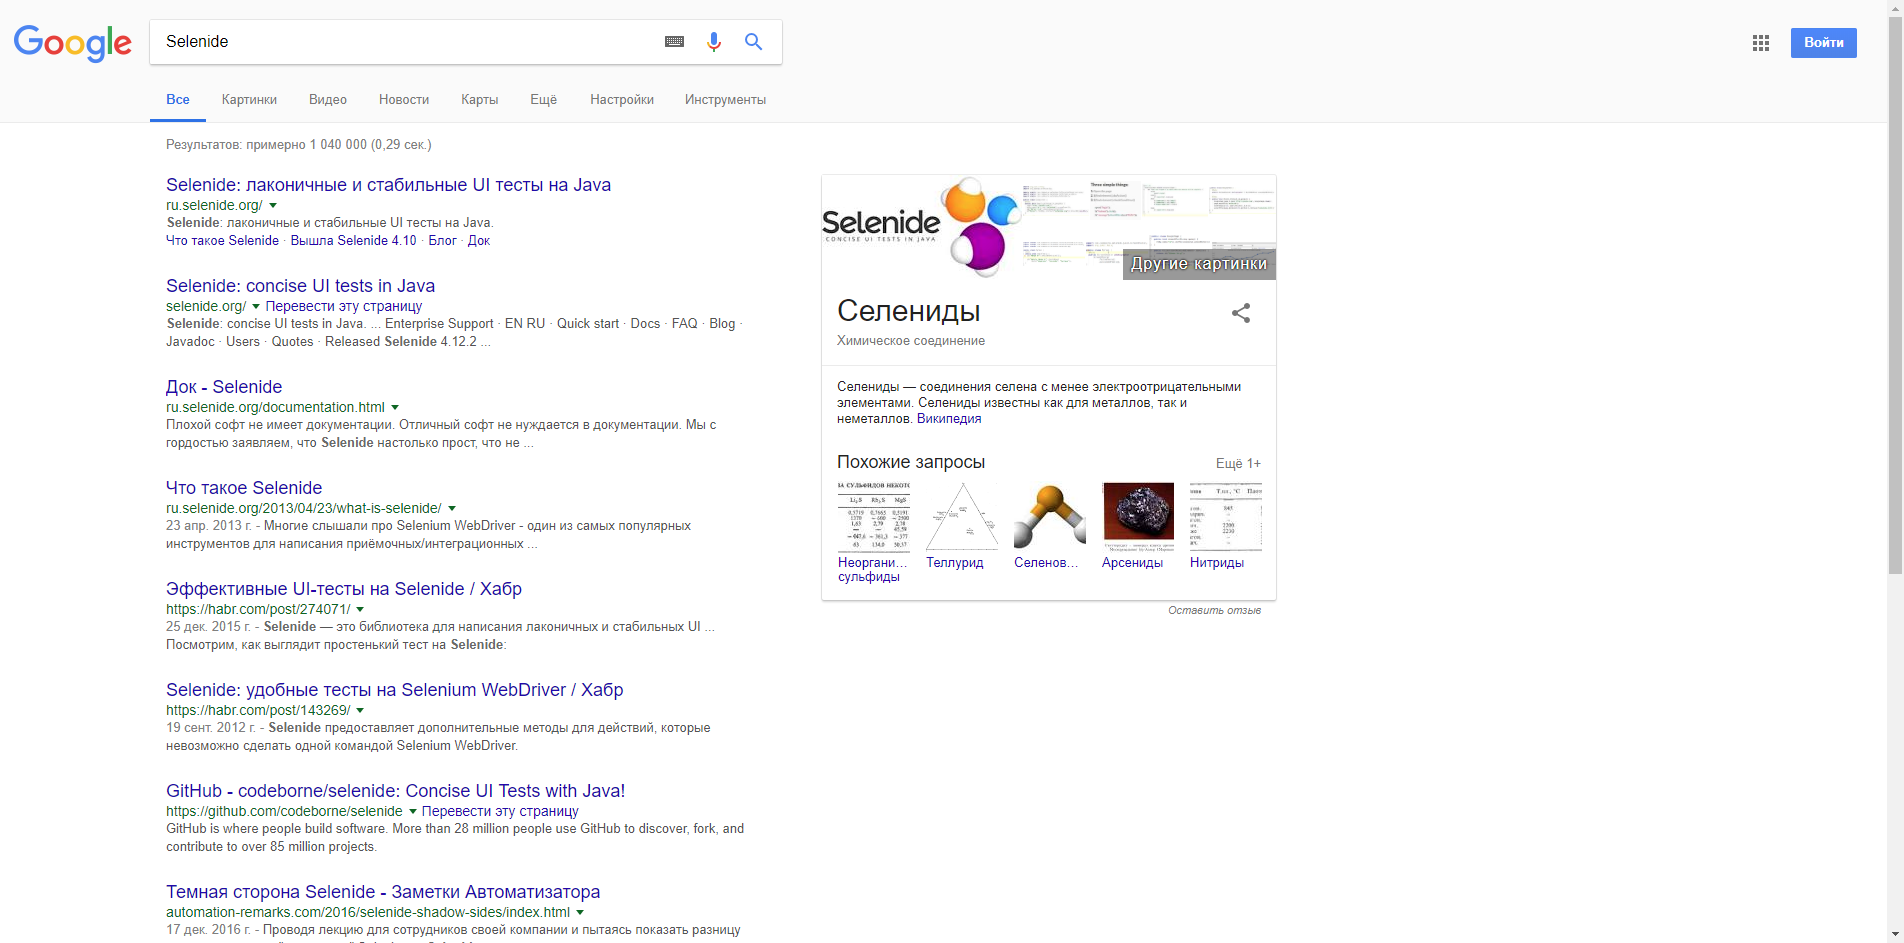 Google
Selenide
Войти
Все Картинки Видео Новости Карты Ещё Настройки Инструменты
Результатов: примерно 1 040 000 (0,29 сек.)
Selenide: лаконичные и стабильные UI тесты на Java
ru.selenide.org/
Selenide: лаконичные и стабильные UI тесты на Java.
Что такое Selenide · Вышла Selenide 4.10 · Блог · Док
Selenide: concise UI tests in Java
selenide.org/ Перевести эту страницу
Selenide: concise UI tests in Java. ... Enterprise Support · EN RU · Quick start · Docs · FAQ · Blog ·
Javadoc · Users · Quotes · Released Selenide 4.12.2 ...
Док - Selenide
ru.selenide.org/documentation.html
Плохой софт не имеет документации. Отличный софт не нуждается в документации. Мы с
гордостью заявляем, что Selenide настолько прост, что не ...
Что такое Selenide
ru.selenide.org/2013/04/23/what-is-selenide/
23 апр. 2013 г. - Многие слышали про Selenium WebDriver - один из самых популярных
инструментов для написания приёмочных/интеграционных ...
Эффективные UI-тесты на Selenide / Хабр
https://habr.com/post/274071/
25 дек. 2015 г. - Selenide — это библиотека для написания лаконичных и стабильных UI ...
Посмотрим, как выглядит простенький тест на Selenide:
Selenide: удобные тесты на Selenium WebDriver / Хабр
https://habr.com/post/143269/
19 сент. 2012 г. - Selenide предоставляет дополнительные методы для действий, которые
невозможно сделать одной командой Selenium WebDriver.
GitHub - codeborne/selenide: Concise UI Tests with Java!
https://github.com/codeborne/selenide Перевести эту страницу
GitHub is where people build software. More than 28 million people use GitHub to discover, fork, and
contribute to over 85 million projects.
Темная сторона Selenide - Заметки Автоматизатора
automation-remarks.com/2016/selenide-shadow-sides/index.html
17 дек. 2016 г. - Проводя лекцию для сотрудников своей компании и пытаясь показать разницу
Selenide
CONCISE UI TESTS IN JAVA
Three simple things:
Другие картинки
Селениды
Химическое соединение
Селениды — соединения селена с менее электроотрицательными
элементами. Селениды известны как для металлов, так и
неметаллов. Википедия
Похожие запросы
Ещё 1+
Неоргани... Теллурид Селенов... Арсениды Нитриды
сульфиды
Оставить отзыв